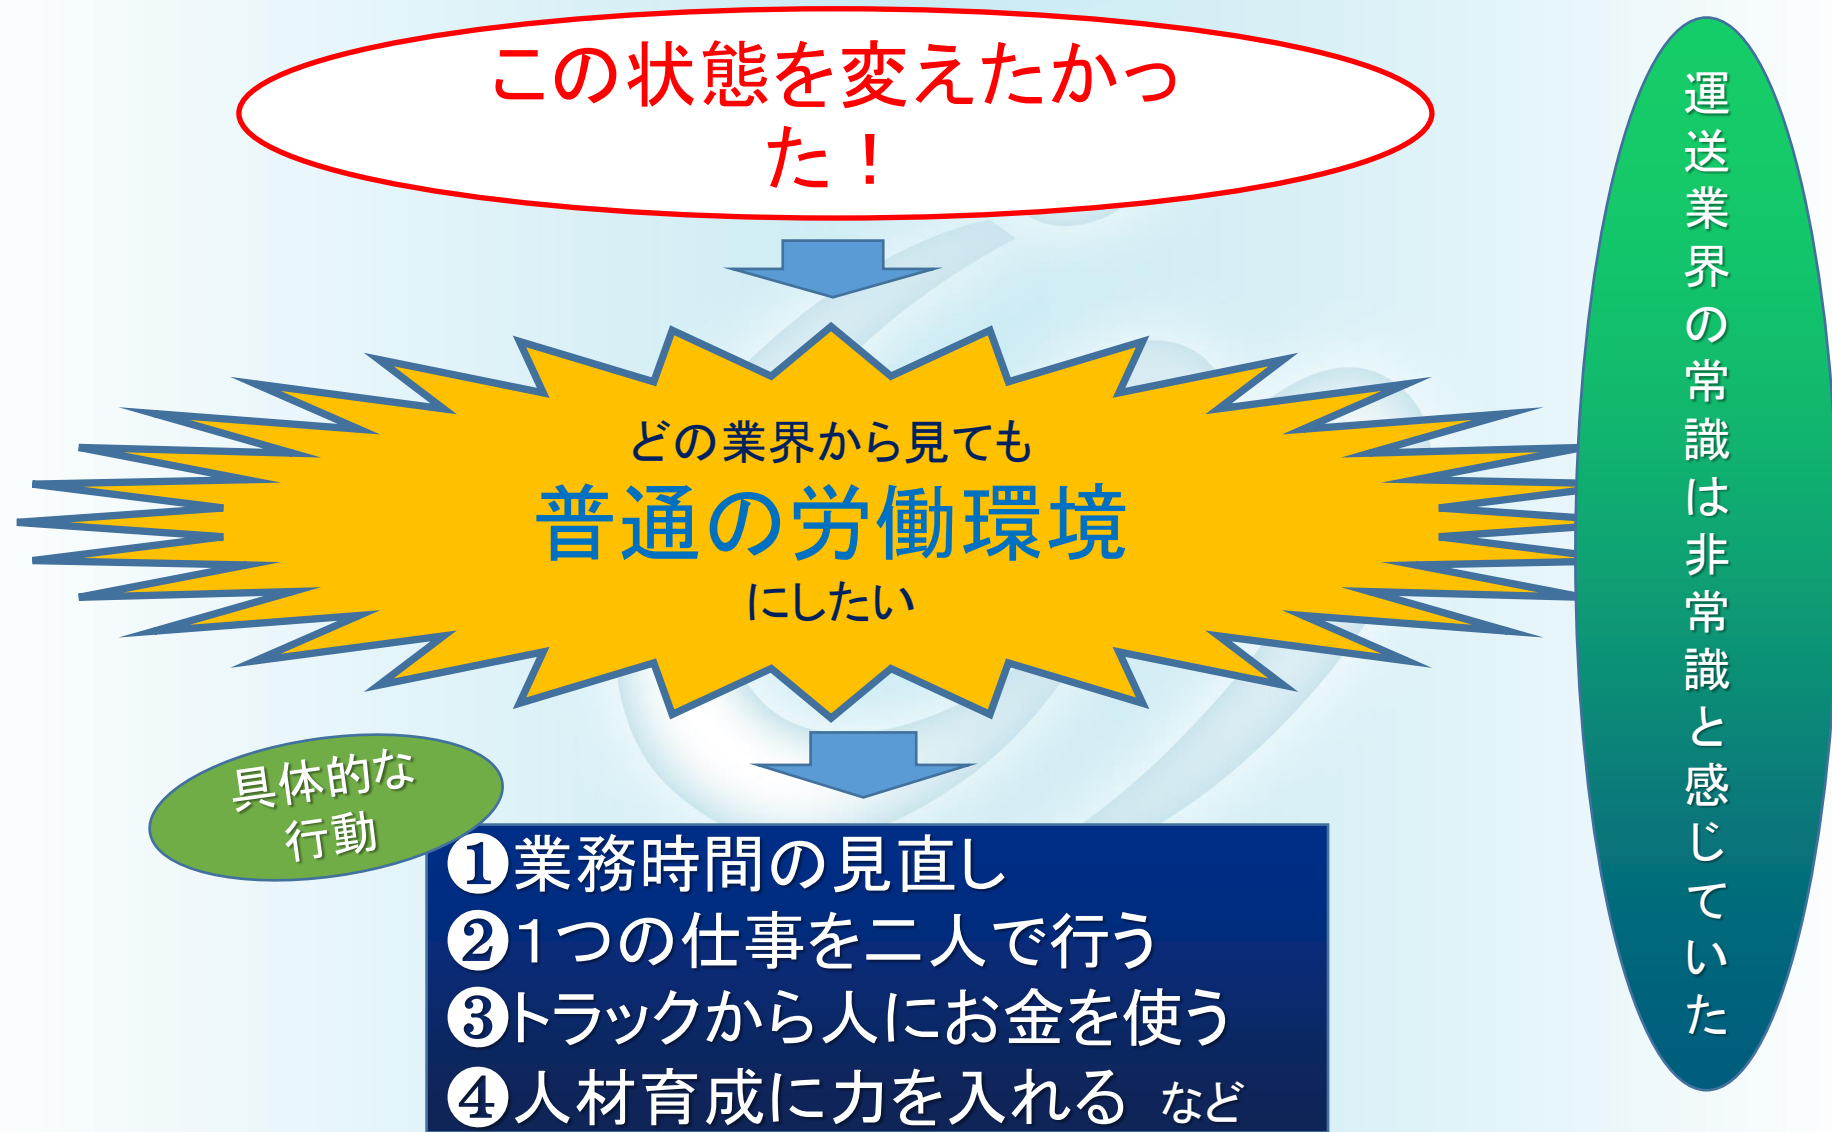 この状態を変えたかっ
た！
どの業界から見ても
普通の労働環境
にしたい
具体的な
行動
❶業務時間の見直し
❷１つの仕事を二人で行う
❸トラックから人にお金を使う
❹人材育成に力を入れる など
運送業界の常識は非常識と感じていた